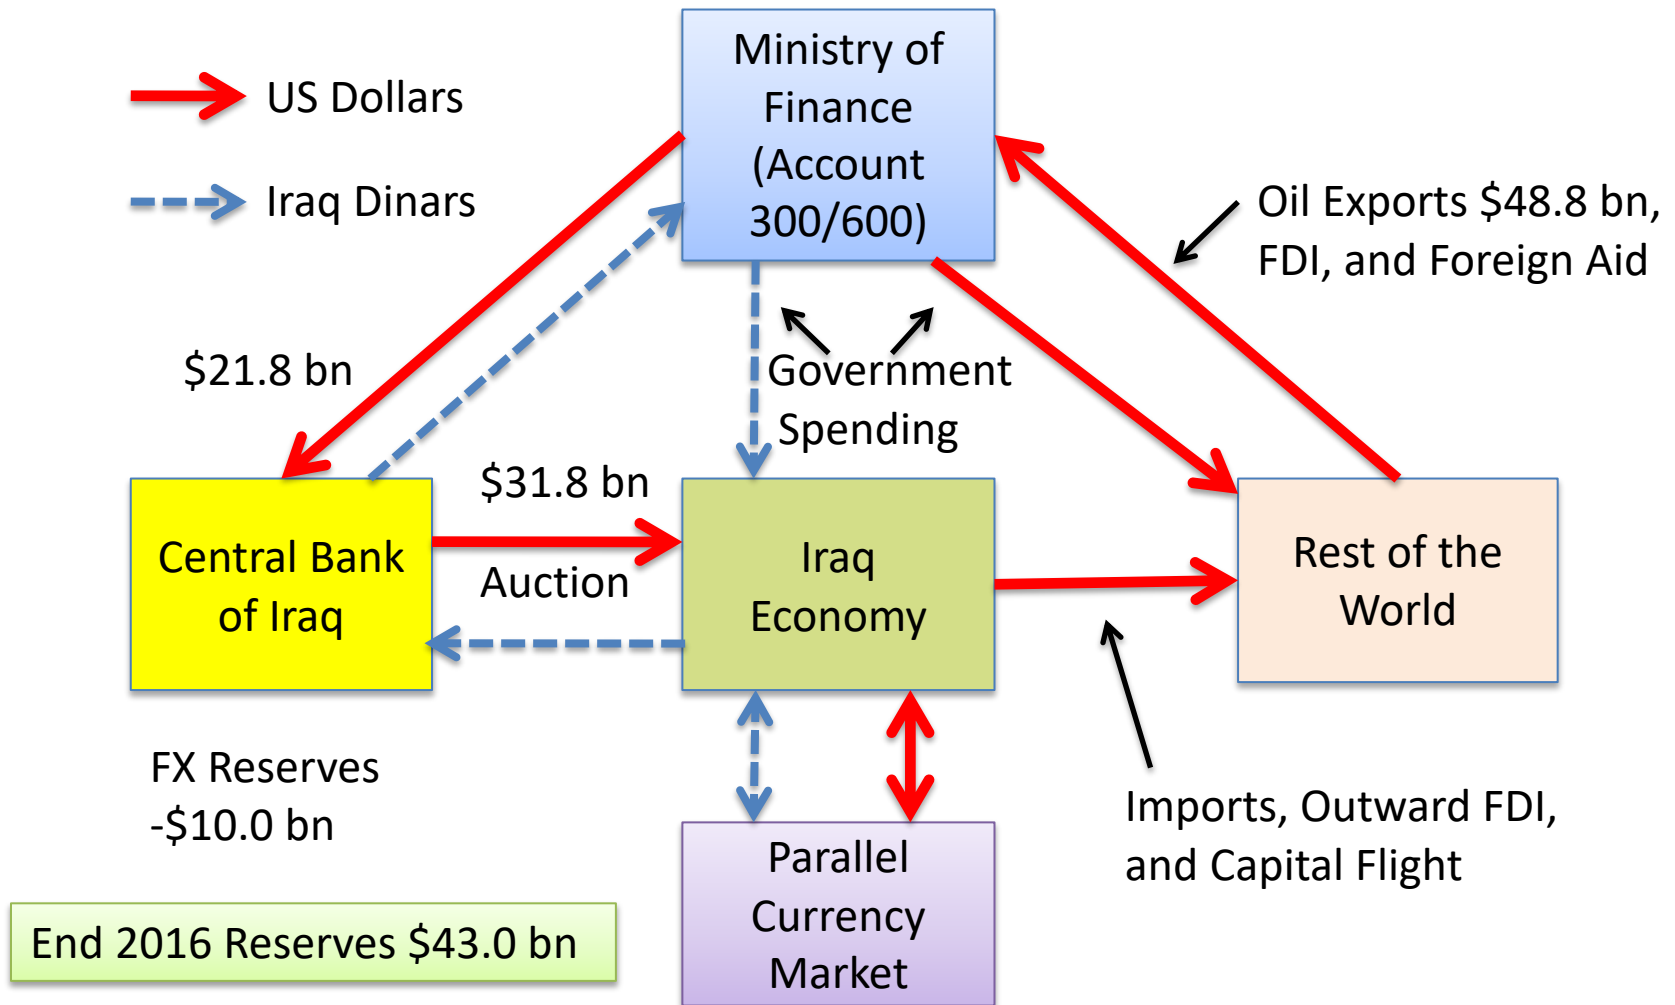 Ministry of
Finance
(Account
300/600)
US Dollars
Iraq Dinars
Oil Exports $48.8 bn,
FDI, and Foreign Aid
$21.8 bn
Government
Spending
$31.8 bn
Auction
Central Bank
of Iraq
Iraq
Economy
Rest of the
World
FX Reserves
-$10.0 bn
Imports, Outward FDI,
and Capital Flight
Parallel
Currency
Market
End 2016 Reserves $43.0 bn